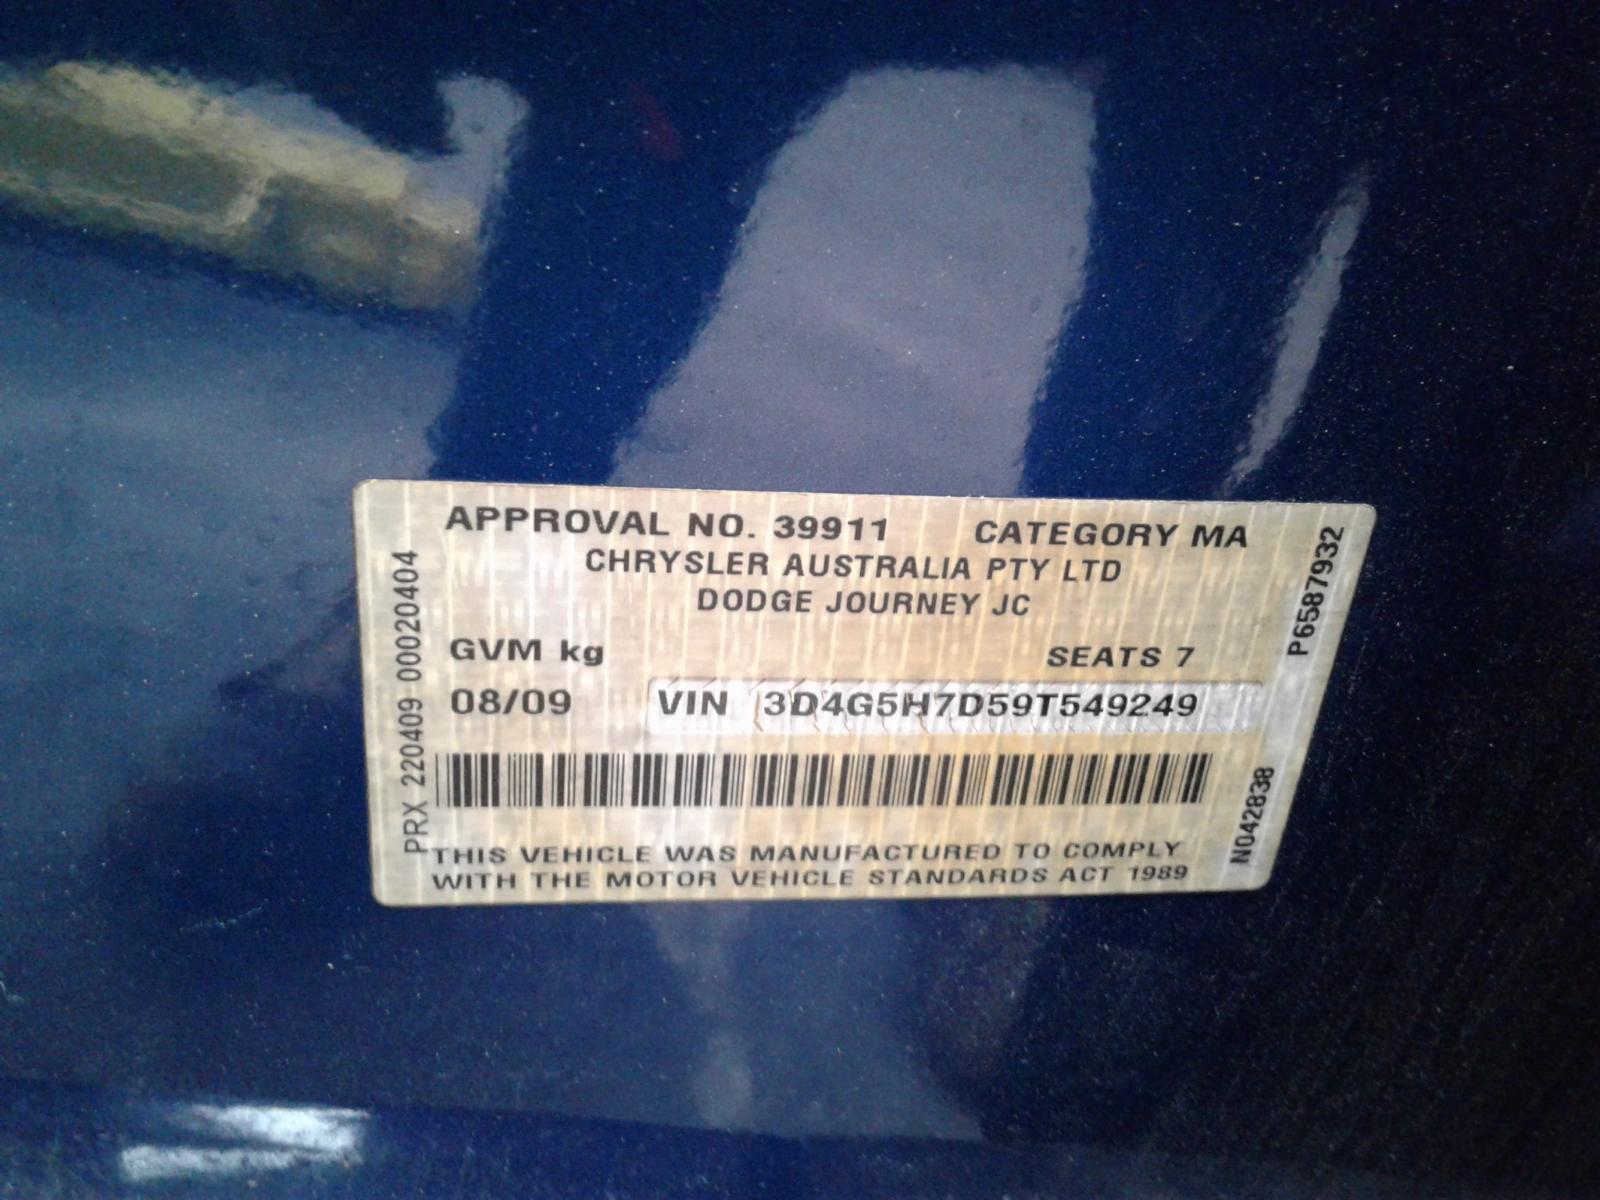 APPROVAL NO. 39911 CATEGORY MA
CHRYSLER AUSTRALIA PTY LTD
DODGE JOURNEY JC
GVM kg SEATS 7
08/09 VIN 3D4G5H7D59T549249
THIS VEHICLE WAS MANUFACTURED TO COMPLY
WITH THE MOTOR VEHICLE STANDARDS ACT 1989
PRX 220409 00020404
P6587932
N042838